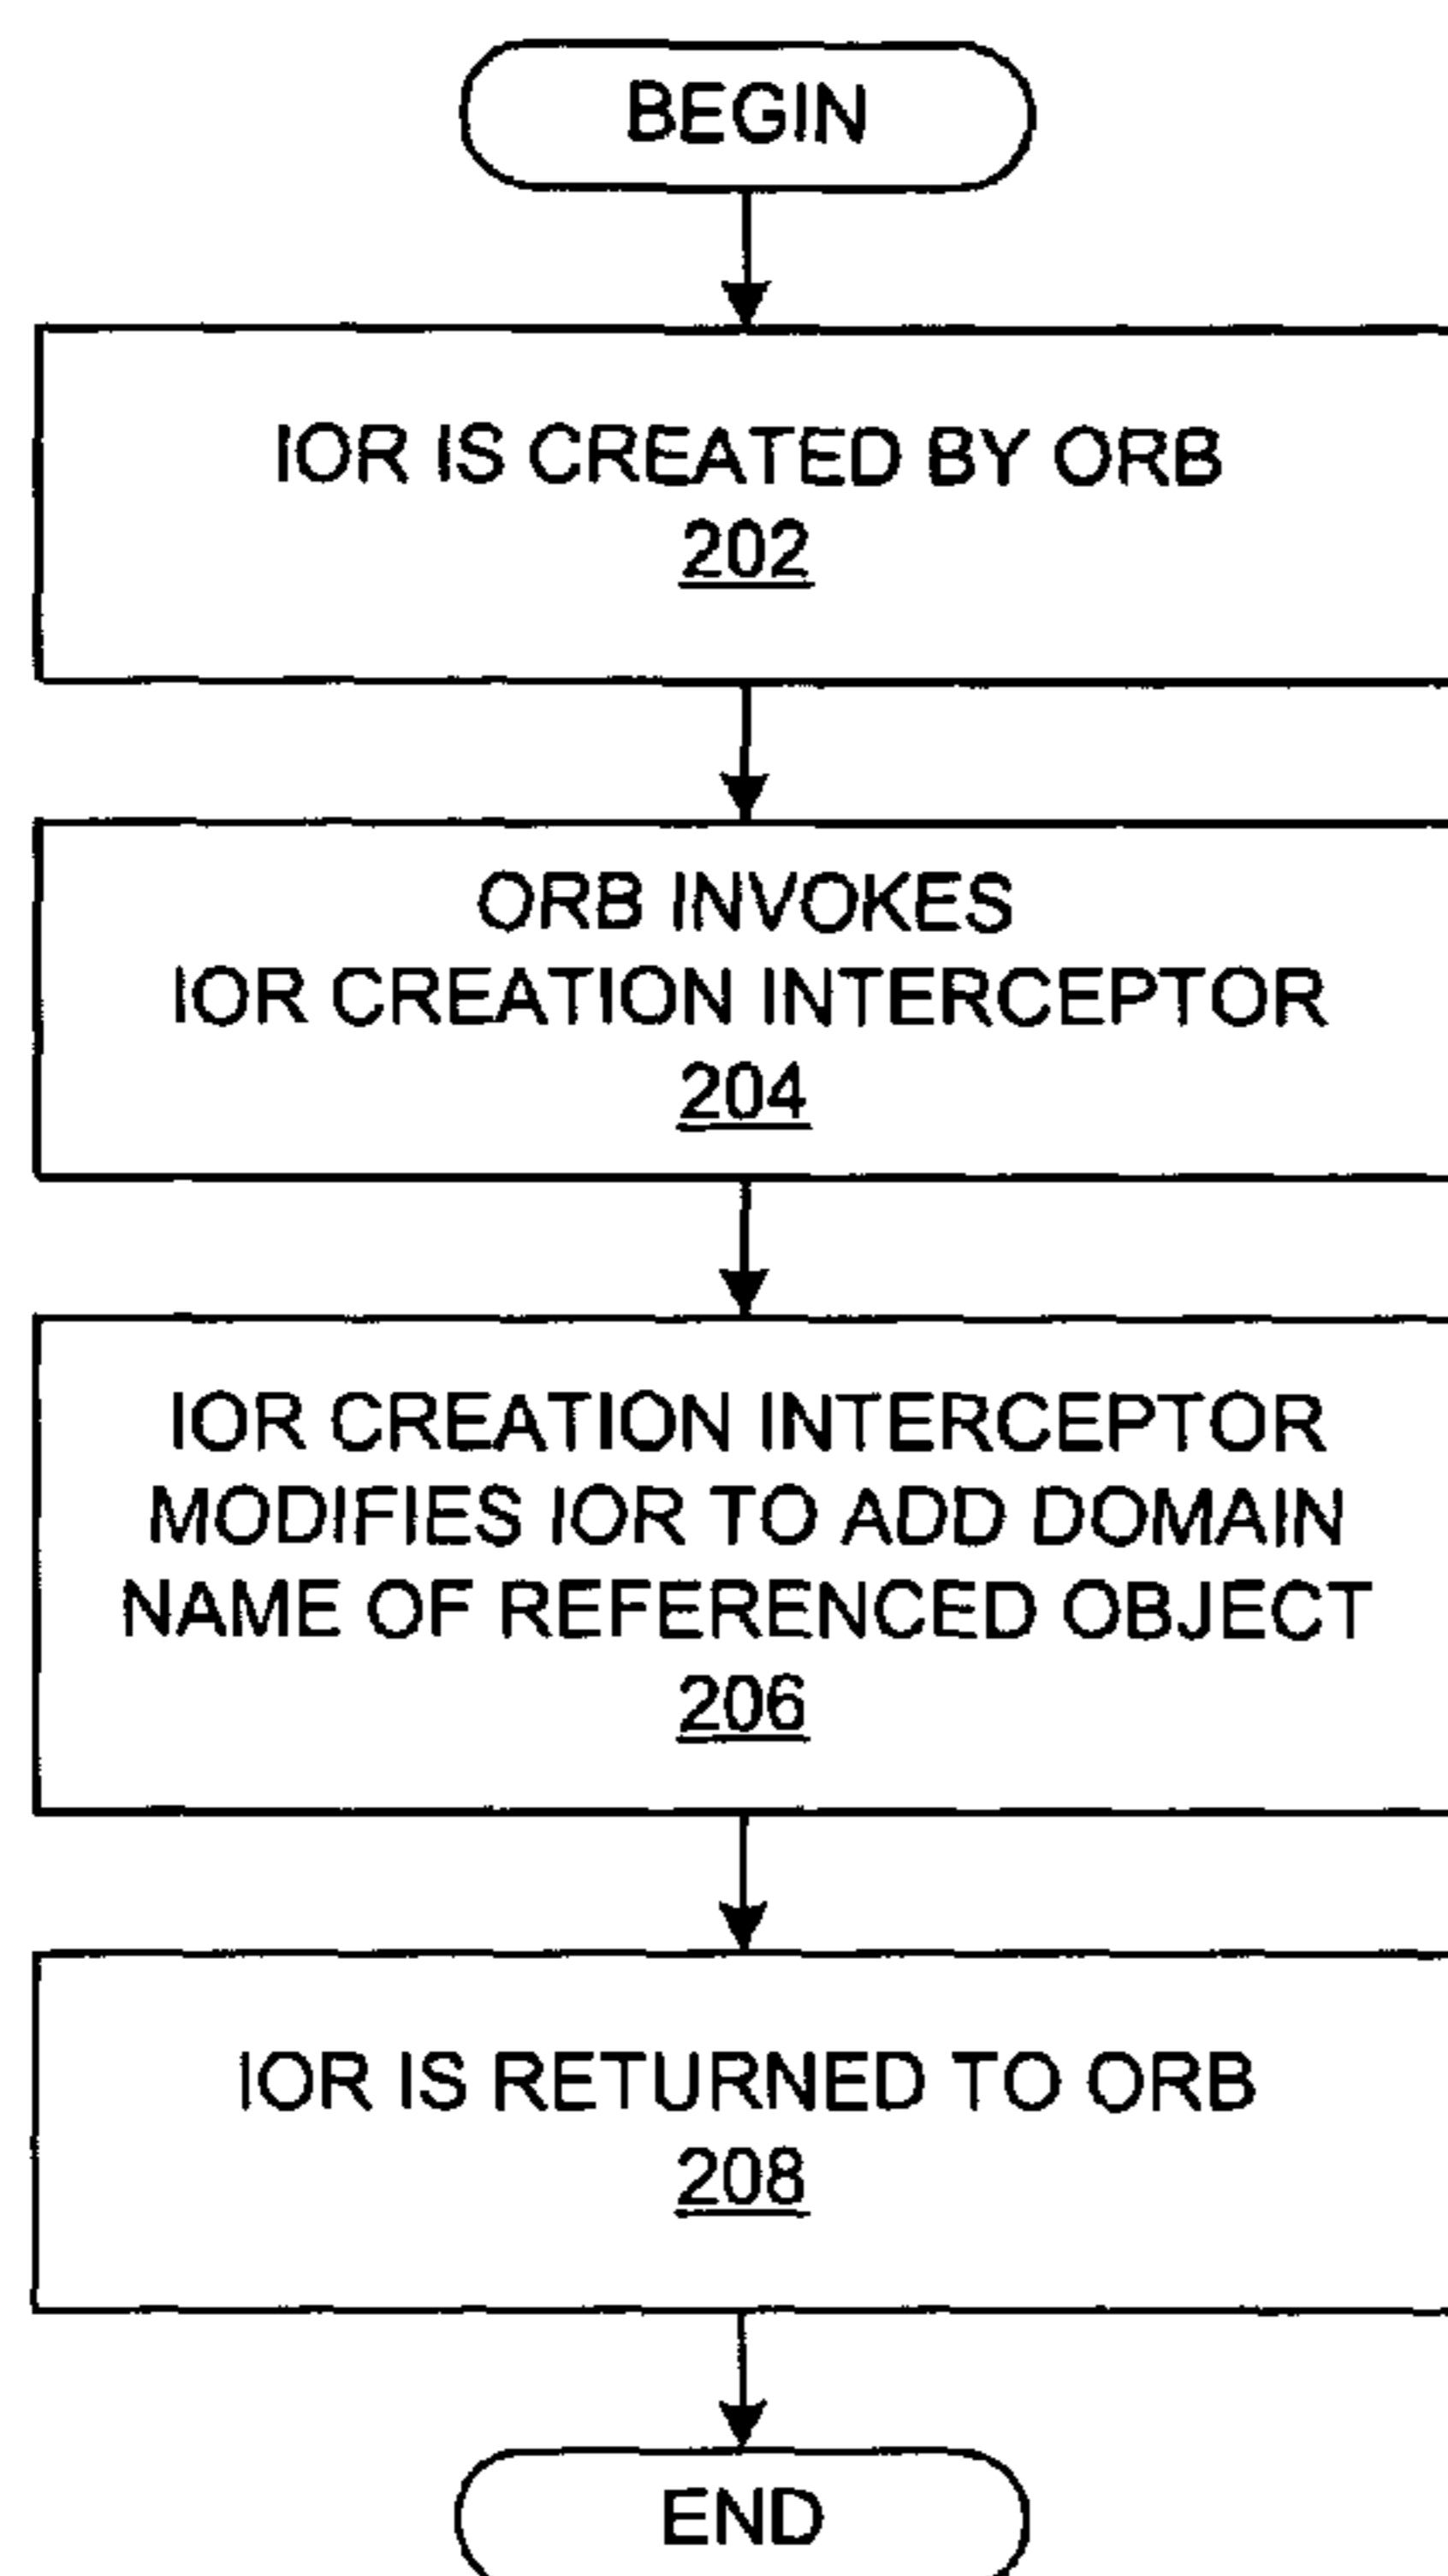 BEGIN
IOR IS CREATED BY ORB
202
ORB INVOKES
IOR CREATION INTERCEPTOR
204
IOR CREATION INTERCEPTOR
MODIFIES IOR TO ADD DOMAIN
NAME OF REFERENCED OBJECT
206
IOR IS RETURNED TO ORB
208
END